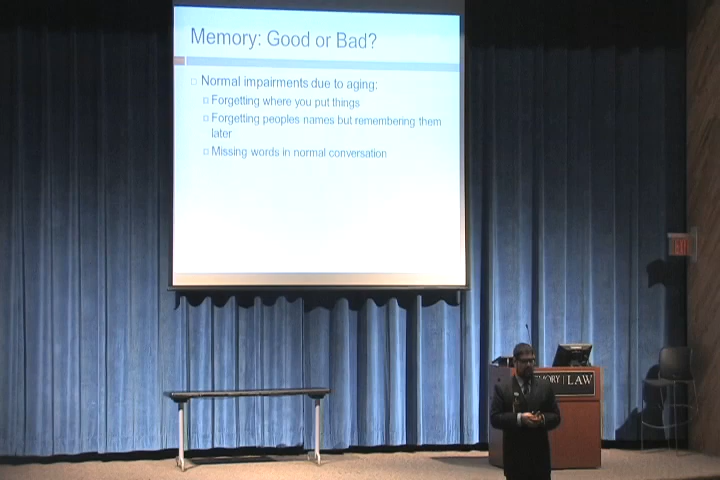 Memory: Good or Bad?
Normal impairments due to aging:
Forgetting where you put things
Forgetting peoples names but remembering them
later
Missing words in normal conversation
EXIT
MORY | LAW